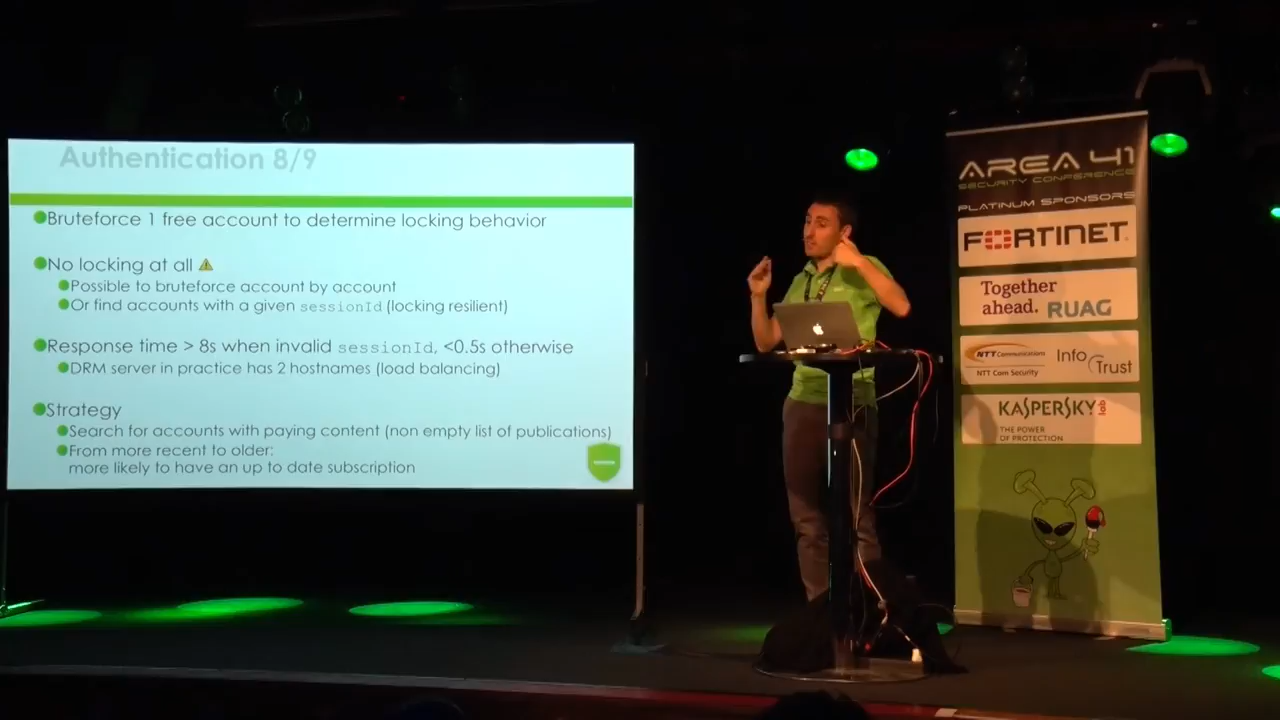 Authentication 8/9
Bruteforce 1 free account to determine locking behavior
No locking at all
Possible to bruteforce account by account
Or find accounts with a given sessionId (locking resilient)
Response time > 8s when invalid sessionId, <0.5s otherwise
DRM server in practice has 2 hostnames (load balancing)
Strategy
Search for accounts with paying content (non empty list of publications)
From more recent to older:
more likely to have an up to date subscription
AREA 41
SECURITY CONFERENCE
PLATINUM SPONSORS
FORTINET
Together
ahead. RUAG
NTT Communications
NTT Com Security
Info
Trust
KASPERSKY lab
THE POWER
OF PROTECTION